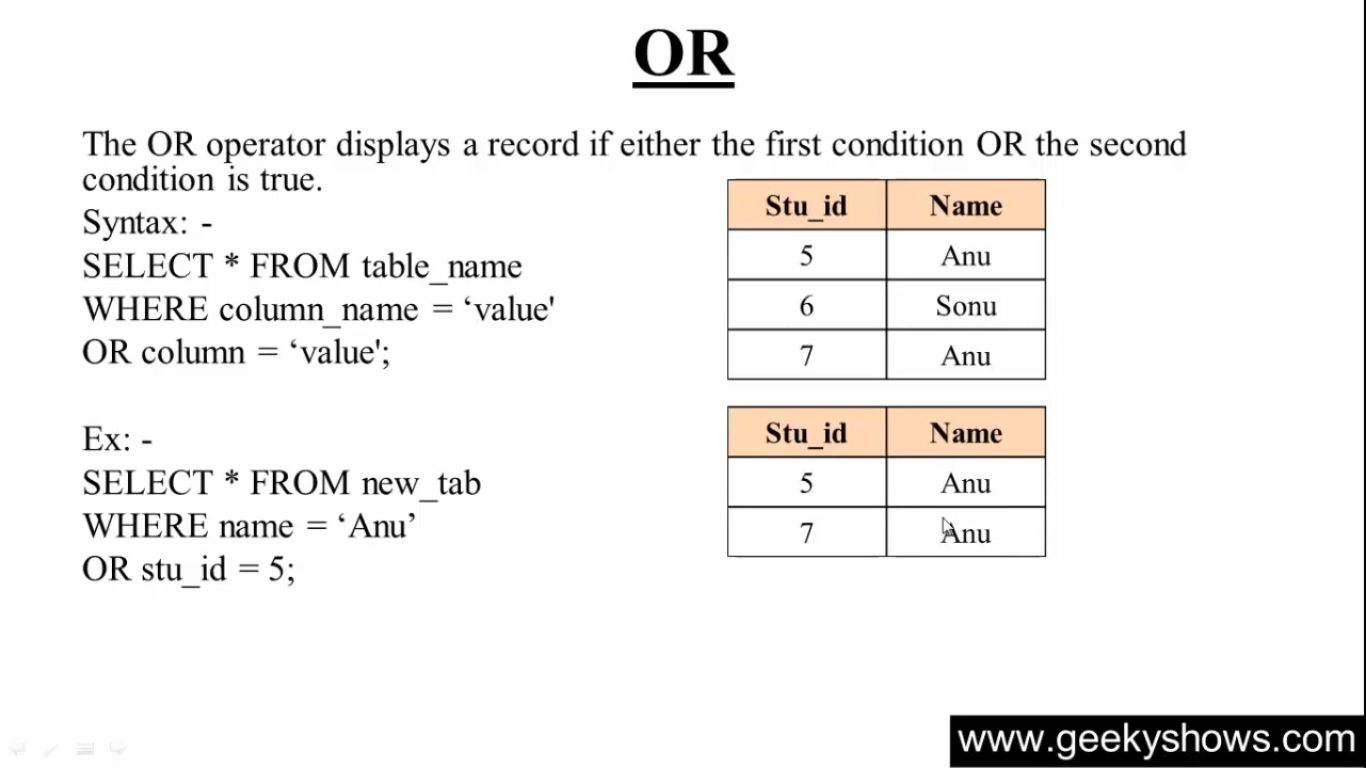 OR
The OR operator displays a record if either the first condition OR the second
condition is true.
Syntax: -
SELECT * FROM table_name
WHERE column_name = ‘value'
OR column = ‘value';
Stu_id Name
5 Anu
6 Sonu
7 Anu
Ex: -
SELECT * FROM new_tab
WHERE name = ‘Anu’
OR stu_id = 5;
Stu_id Name
5 Anu
7 Anu
www.geekyshows.com